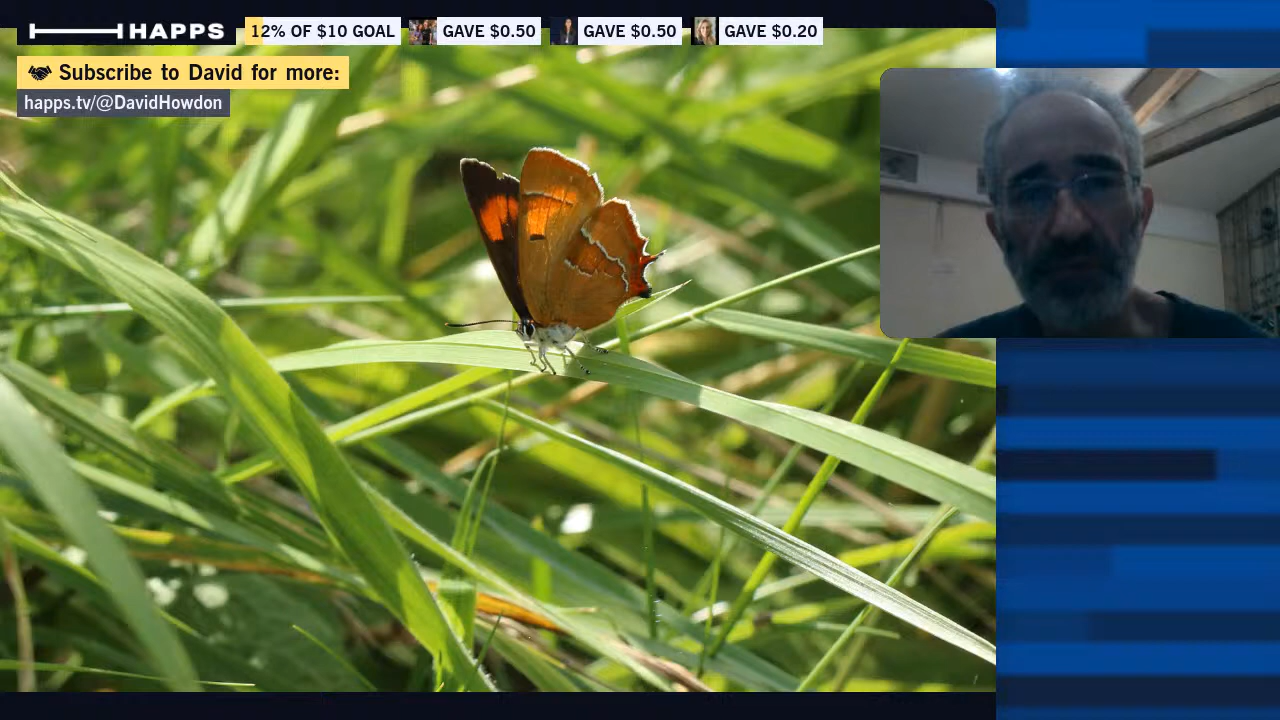 HAPPS
12% OF $10 GOAL
GAVE $0.50
GAVE $0.50
GAVE $0.20
Subscribe to David for more:
happs.tv/@DavidHowdon